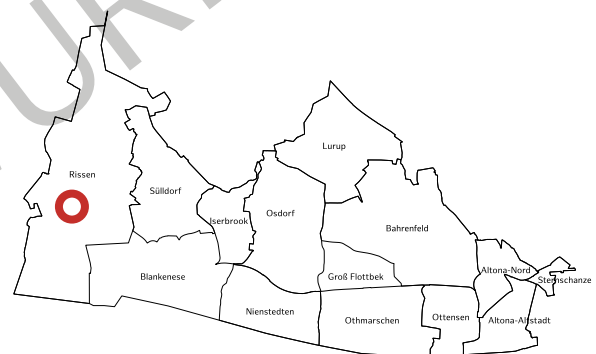 Lurup
Rissen
Sülldorf
Osdorf
Iserbrook
Bahrenfeld
Altona-Nord
Blankenese
Groß Flottbek
Sternschanze
Nienstedten
Othmarschen
Ottensen
Altona-Altstadt